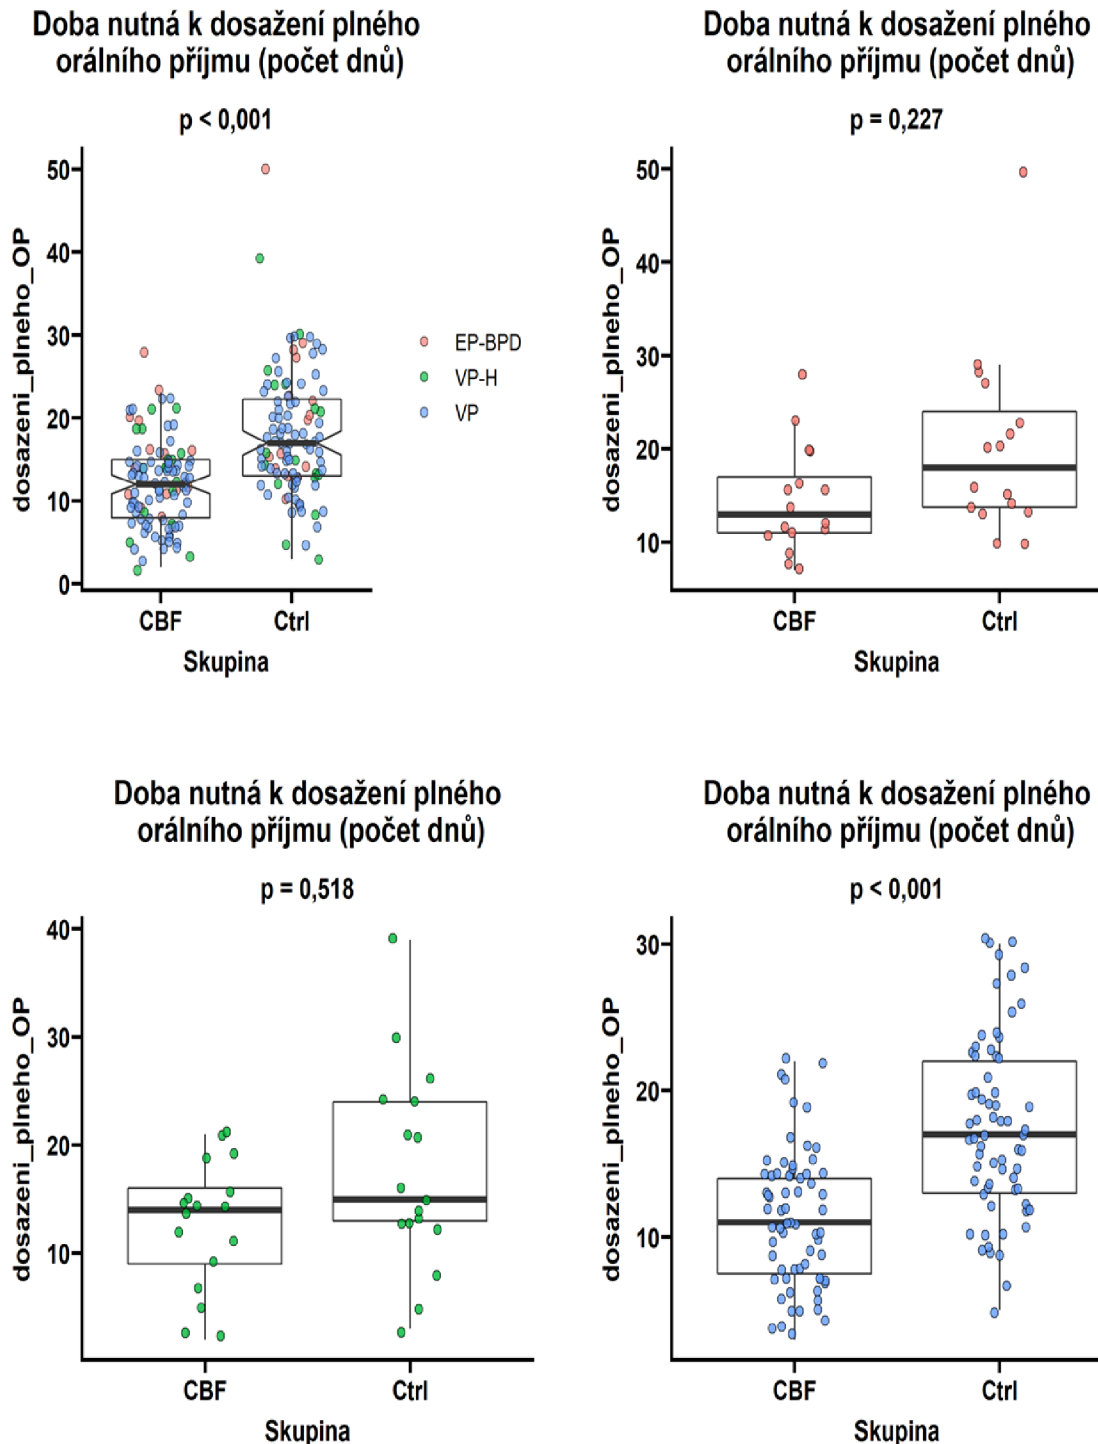 Doba nutná k dosažení plného
orálního příjmu (počet dnů)
p < 0,001
dosazeni_plneho_OP
50
40
30
20
10
0
CBF
Ctrl
Skupina
EP-BPD
VP-H
VP
Doba nutná k dosažení plného
orálního příjmu (počet dnů)
p = 0,227
dosazeni_plneho_OP
50
40
30
20
10
CBF
Ctrl
Skupina
Doba nutná k dosažení plného
orálního příjmu (počet dnů)
p = 0,518
dosazeni_plneho_OP
40
30
20
10
CBF
Ctrl
Skupina
Doba nutná k dosažení plného
orálního příjmu (počet dnů)
p < 0,001
dosazeni_plneho_OP
30
20
10
CBF
Ctrl
Skupina